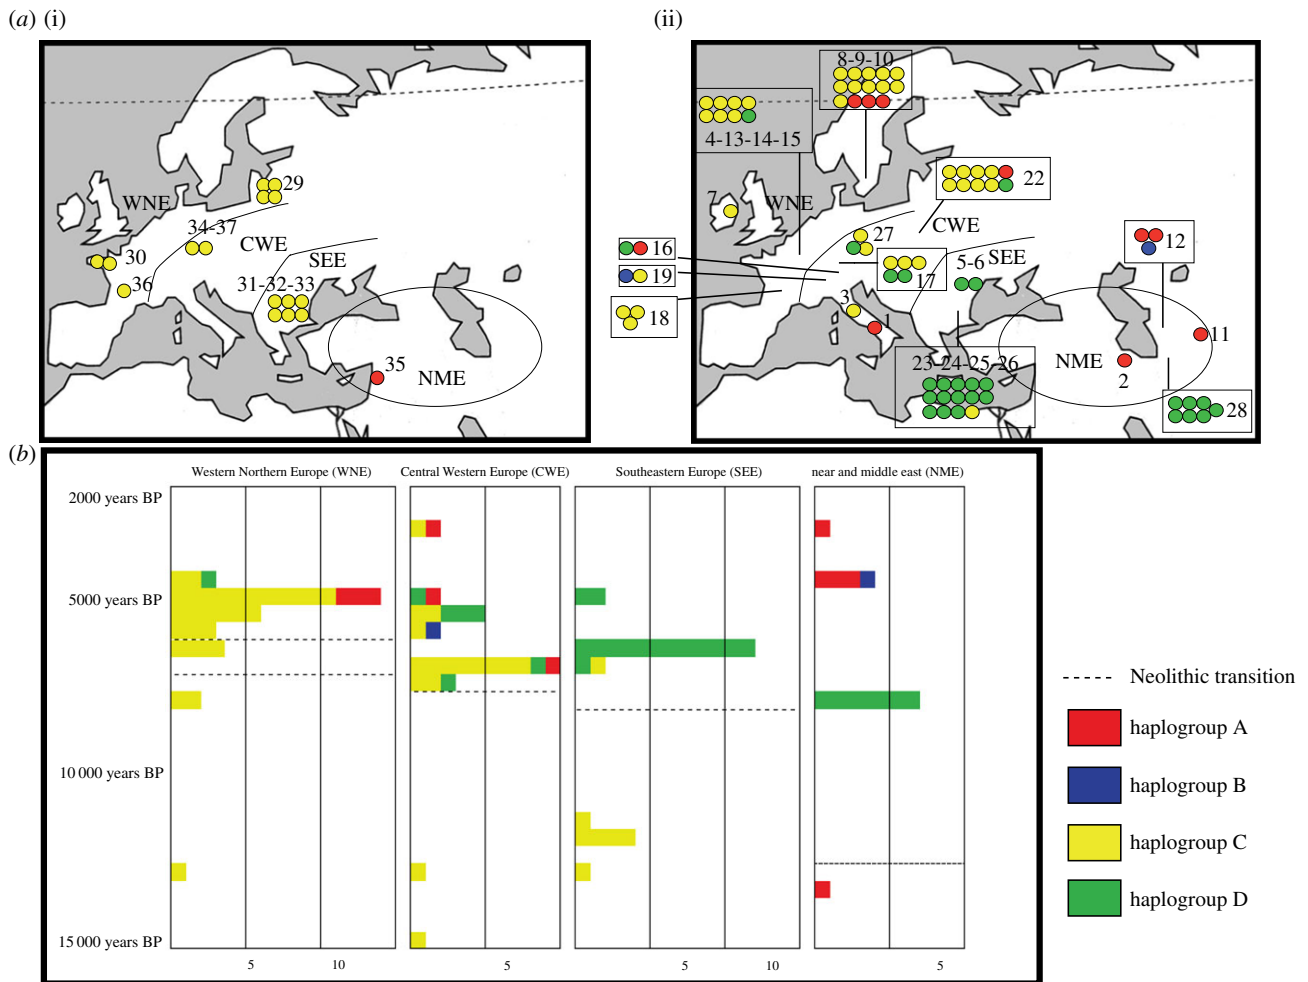 (a) (i)
(ii)
29
WNE
34-37
CWE
SEE
30
36
31-32-33
35
NME
8-9-10
4-13-14-15
22
7
WNE
CWE
27
SEE
12
16
19
17
5-6
18
3
1
11
23-24-25-26
NME
2
28
(b)
Western Northern Europe (WNE)
Central Western Europe (CWE)
Southeastern Europe (SEE)
near and middle east (NME)
2000 years BP
5000 years BP
10 000 years BP
15 000 years BP
5 10
5
5 10
5
Neolithic transition
haplogroup A
haplogroup B
haplogroup C
haplogroup D